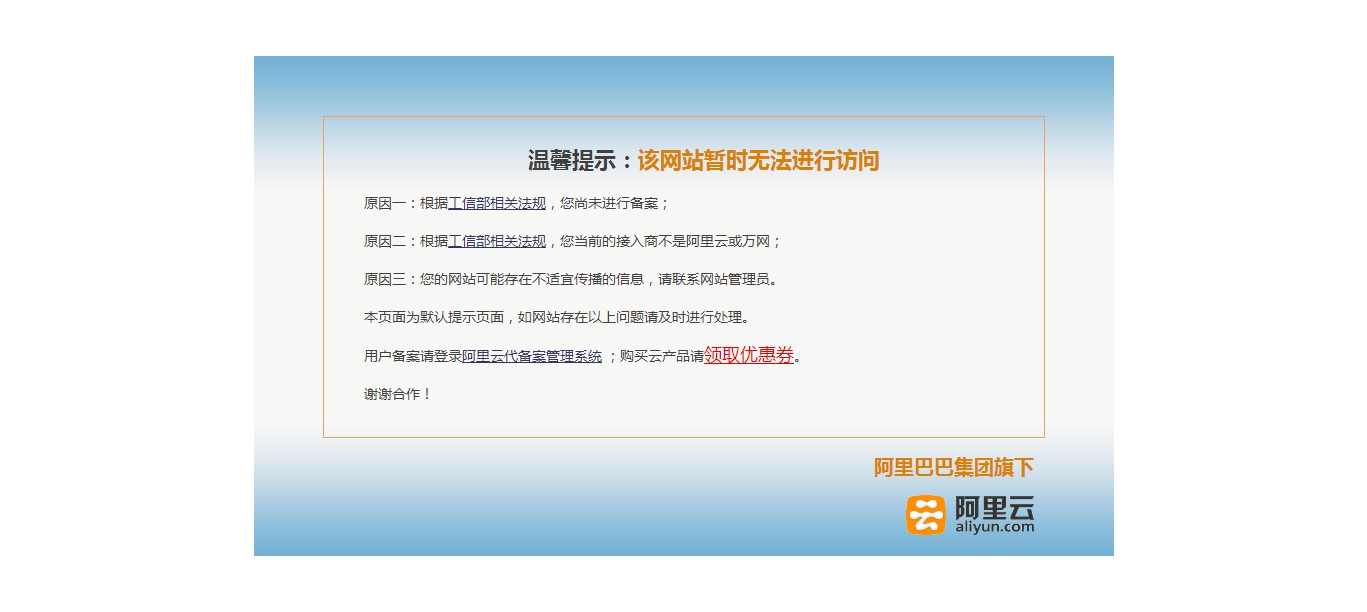 温馨提示：该网站暂时无法进行访问
原因一：根据工信部相关法规，您尚未进行备案；
原因二：根据工信部相关法规，您当前的接入商不是阿里云或万网；
原因三：您的网站可能存在不适宜传播的信息，请联系网站管理员。
本页面为默认提示页面，如网站存在以上问题请及时进行处理。
用户备案请登录阿里云代备案管理系统 ；购买云产品请领取优惠券。
谢谢合作！
阿里巴巴集团旗下
阿里云
aliyun.com